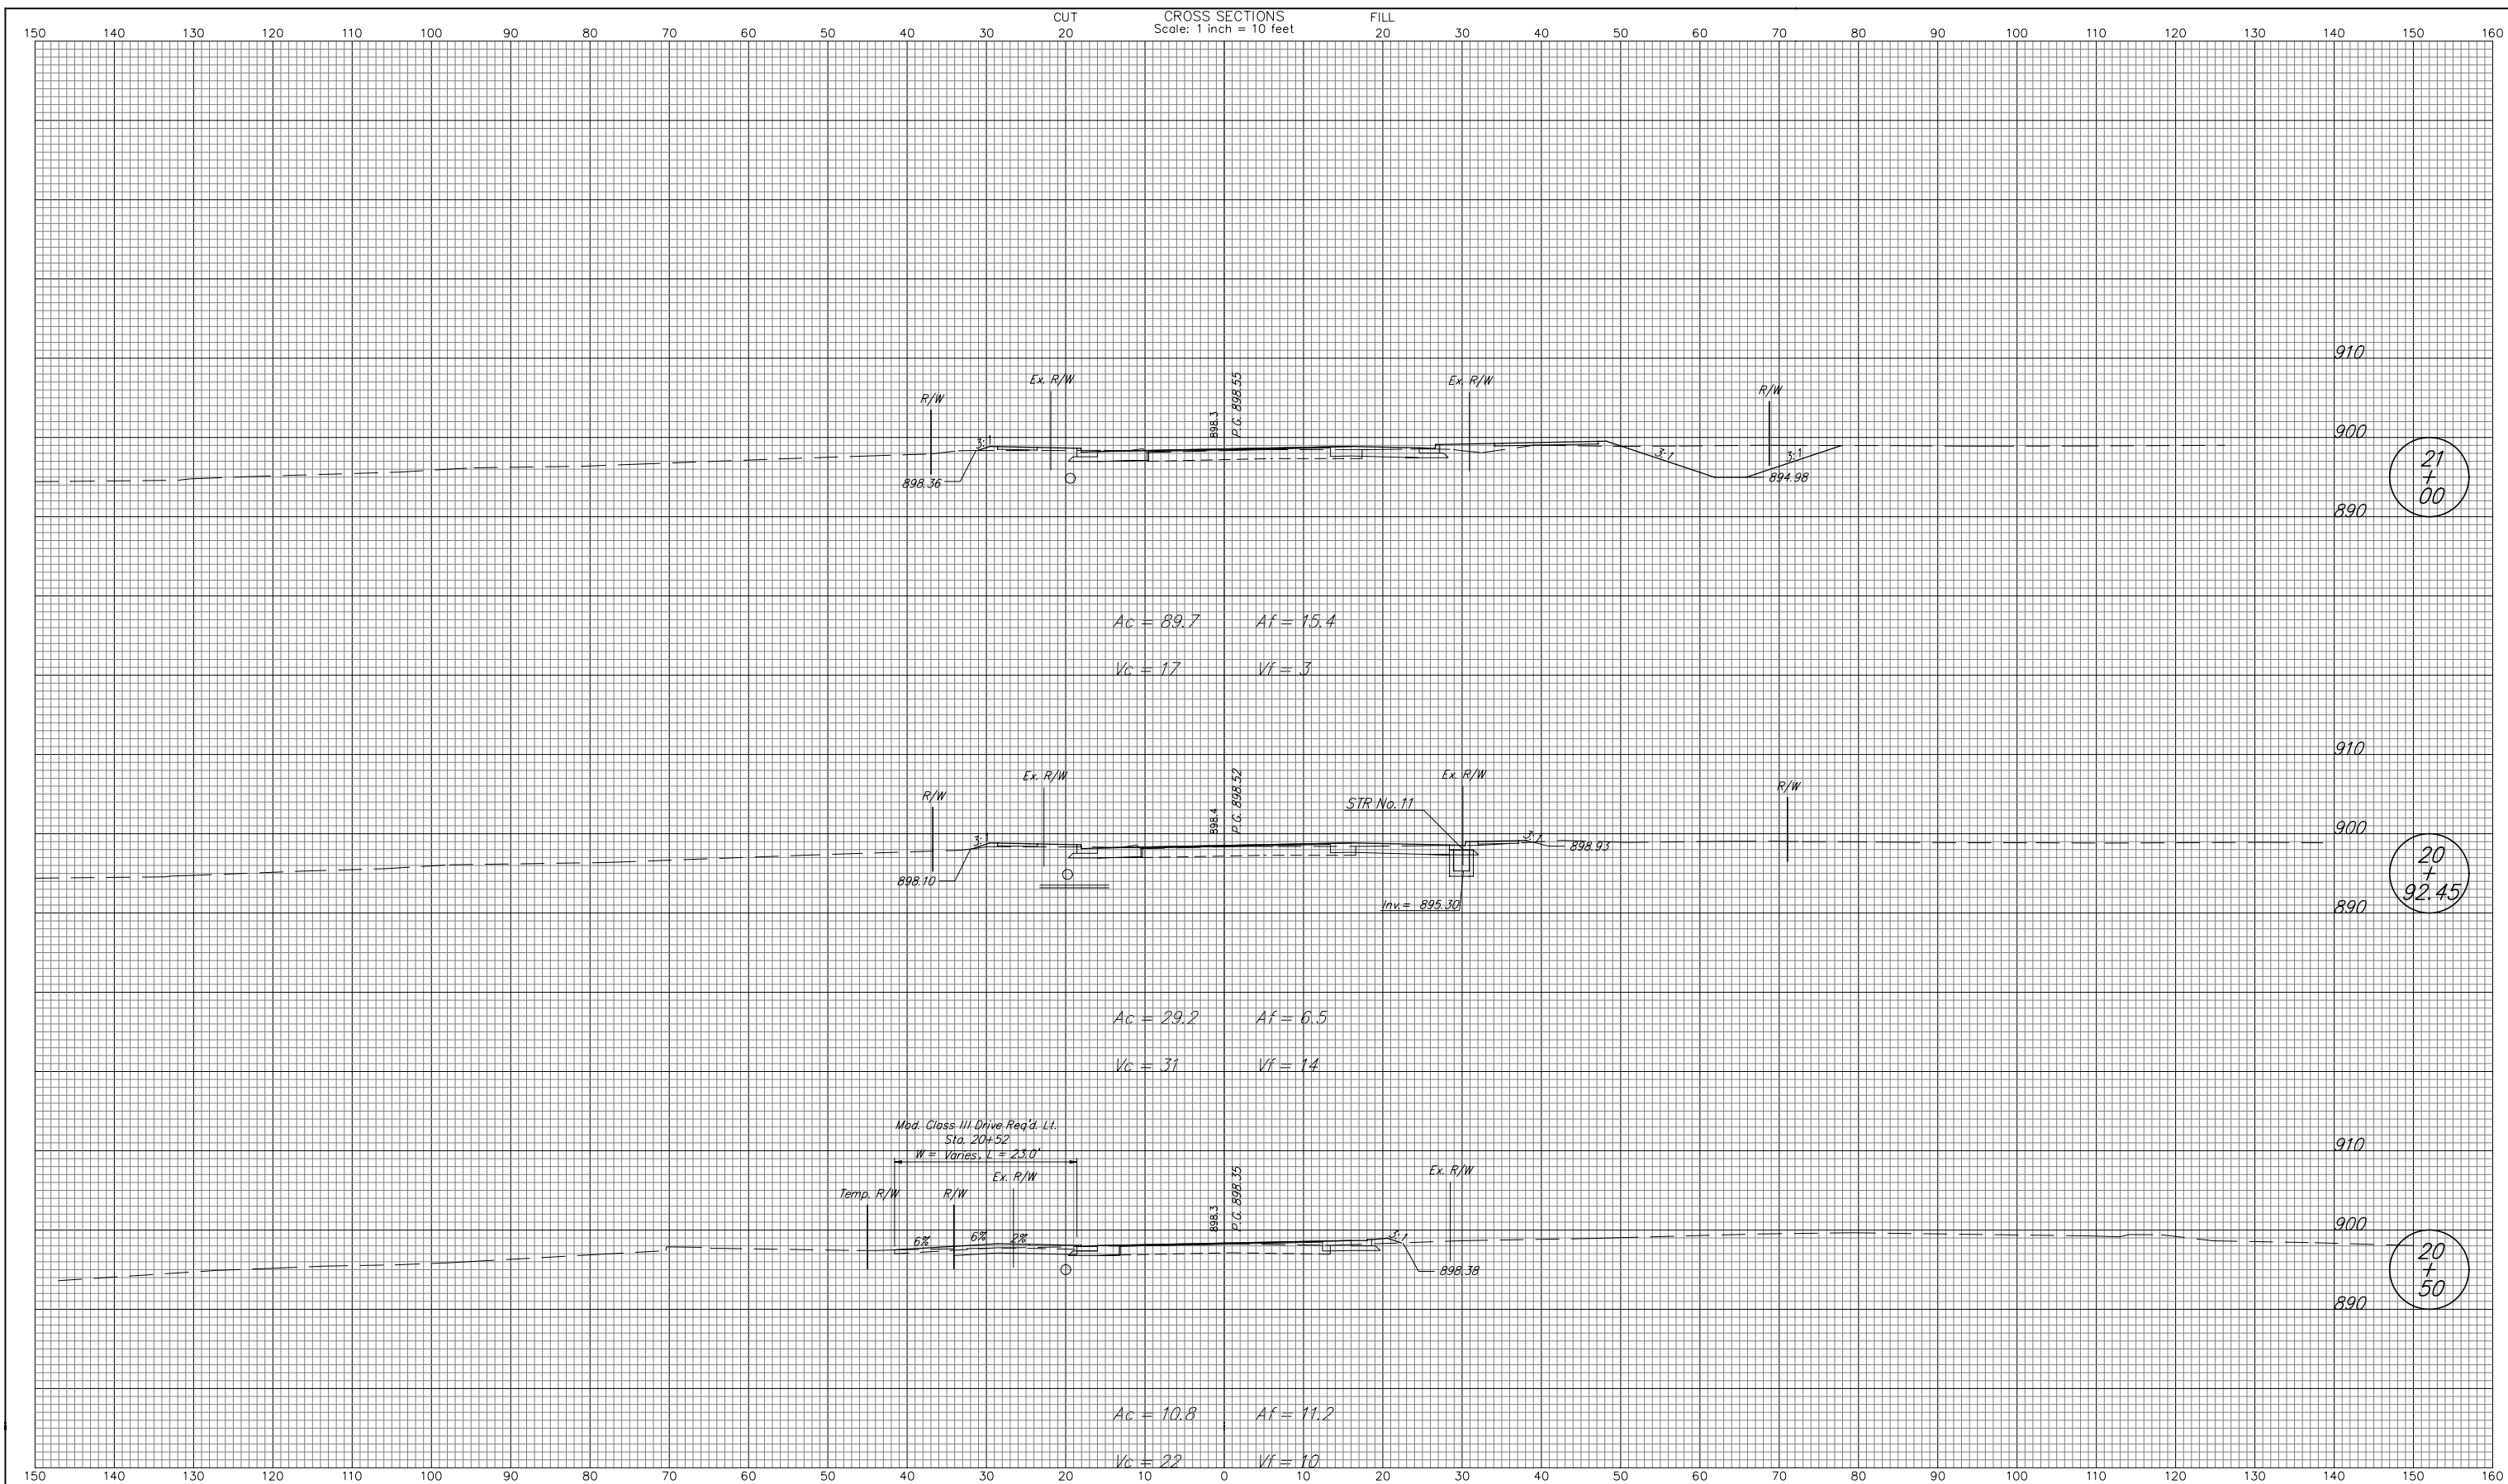 CUT CROSS SECTIONS FILL
Scale: 1 inch = 10 feet
150 140 130 120 110 100 90 80 70 60 50 40 30 20 20 30 40 50 60 70 80 90 100 110 120 130 140 150 160
910
Ex. R/W P.G. 898.55 Ex. R/W
R/W 898.3 R/W
900
3:1 3:1 3:1
898.36 894.98
21
+
00
890
Ac = 89.7 Af = 15.4
Vc = 17 Vf = 3
910
Ex. R/W P.G. 898.52 Ex. R/W
R/W 898.4 STR No. 11 R/W
900
3:1 3:1
898.93
898.10
20
+
92.45
Inv.= 895.30
890
Ac = 29.2 Af = 6.5
Vc = 31 Vf = 14
Mod. Class III Drive Req'd. Lt.
Sta. 20+52
W = Varies, L = 23.0'
910
Ex. R/W P.G. 898.35 Ex. R/W
Temp. R/W R/W 898.3
900
6% 6% 2% 3:1
898.38
20
+
50
890
Ac = 10.8 Af = 11.2
Vc = 22 Vf = 10
150 140 130 120 110 100 90 80 70 60 50 40 30 20 10 0 10 20 30 40 50 60 70 80 90 100 110 120 130 140 150 160